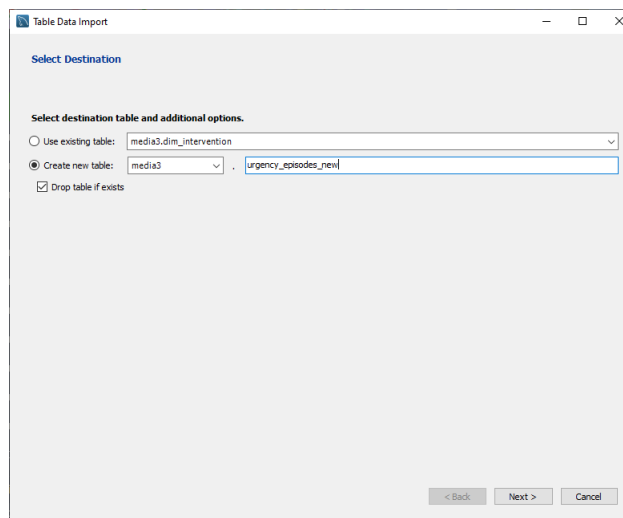 Table Data Import
Select Destination
Select destination table and additional options.
Use existing table: media3.dim_intervention
Create new table: media3 . urgency_episodes_new
Drop table if exists
< Back Next > Cancel